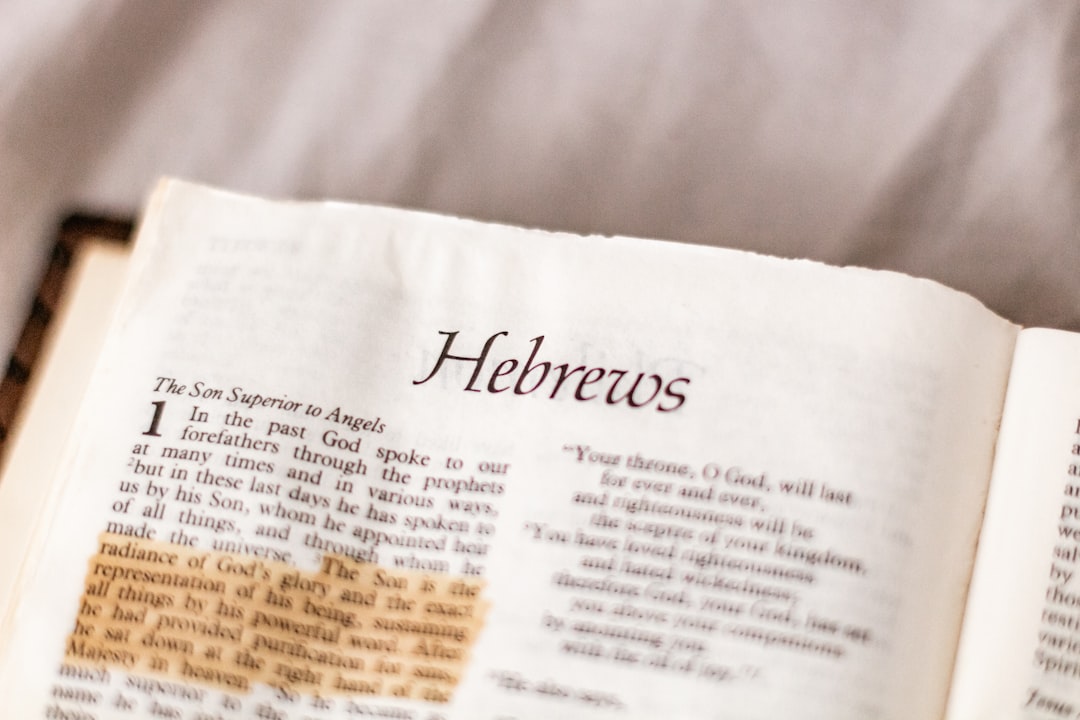 Hebrews
The Son Superior to Angels
1 In the past God spoke to our
forefathers through the prophets
at many times and in various ways,
2but in these last days he has spoken to
us by his Son, whom he appointed heir
of all things, and through whom he
made the universe. The Son is the
radiance of God's glory and the exact
representation of his being, sustaining
all things by his powerful word. After
he had provided purification for sins,
he sat down at the right hand of the
Majesty in heaven. So he became as
much superior to the
name he has
"Your throne, O God, will last
for ever and ever,
and righteousness will be
the scepter of your kingdom.
"You have loved righteousness
and hated wickedness;
therefore God, your God, has set
you above your companions
by anointing you
with the oil of joy."
"He also says,
Jesus